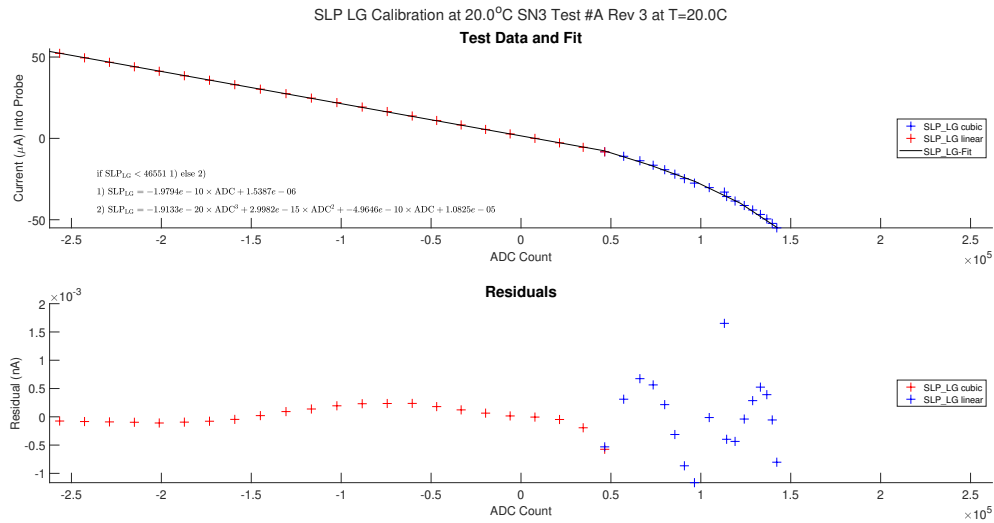 SLP LG Calibration at 20.0°C SN3 Test #A Rev 3 at T=20.0C
Test Data and Fit
Current (μA) Into Probe
50
0
-50
if SLP_LG < 46551 1) else 2)
1) SLP_LG = −1.9794e − 10 × ADC + 1.5387e − 06
2) SLP_LG = −1.9133e − 20 × ADC³ + 2.9982e − 15 × ADC² + −4.9646e − 10 × ADC + 1.0825e − 05
SLP_LG cubic
SLP_LG linear
SLP_LG-Fit
-2.5 -2 -1.5 -1 -0.5 0 0.5 1 1.5 2 2.5
ADC Count
×10⁵
Residuals
×10⁻³
Residual (nA)
2
1.5
1
0.5
0
-0.5
-1
SLP_LG cubic
SLP_LG linear
-2.5 -2 -1.5 -1 -0.5 0 0.5 1 1.5 2 2.5
ADC Count
×10⁵